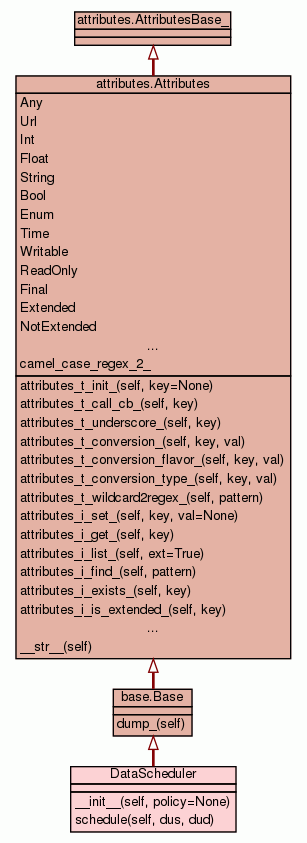 attributes.AttributesBase_
attributes.Attributes
Any
Url
Int
Float
String
Bool
Enum
Time
Writable
ReadOnly
Final
Extended
NotExtended
...
camel_case_regex_2_
attributes_t_init_(self, key=None)
attributes_t_call_cb_(self, key)
attributes_t_underscore_(self, key)
attributes_t_conversion_(self, key, val)
attributes_t_conversion_flavor_(self, key, val)
attributes_t_conversion_type_(self, key, val)
attributes_t_wildcard2regex_(self, pattern)
attributes_i_set_(self, key, val=None)
attributes_i_get_(self, key)
attributes_i_list_(self, ext=True)
attributes_i_find_(self, pattern)
attributes_i_exists_(self, key)
attributes_i_is_extended_(self, key)
...
__str__(self)
base.Base
dump_(self)
DataScheduler
__init__(self, policy=None)
schedule(self, dus, dud)